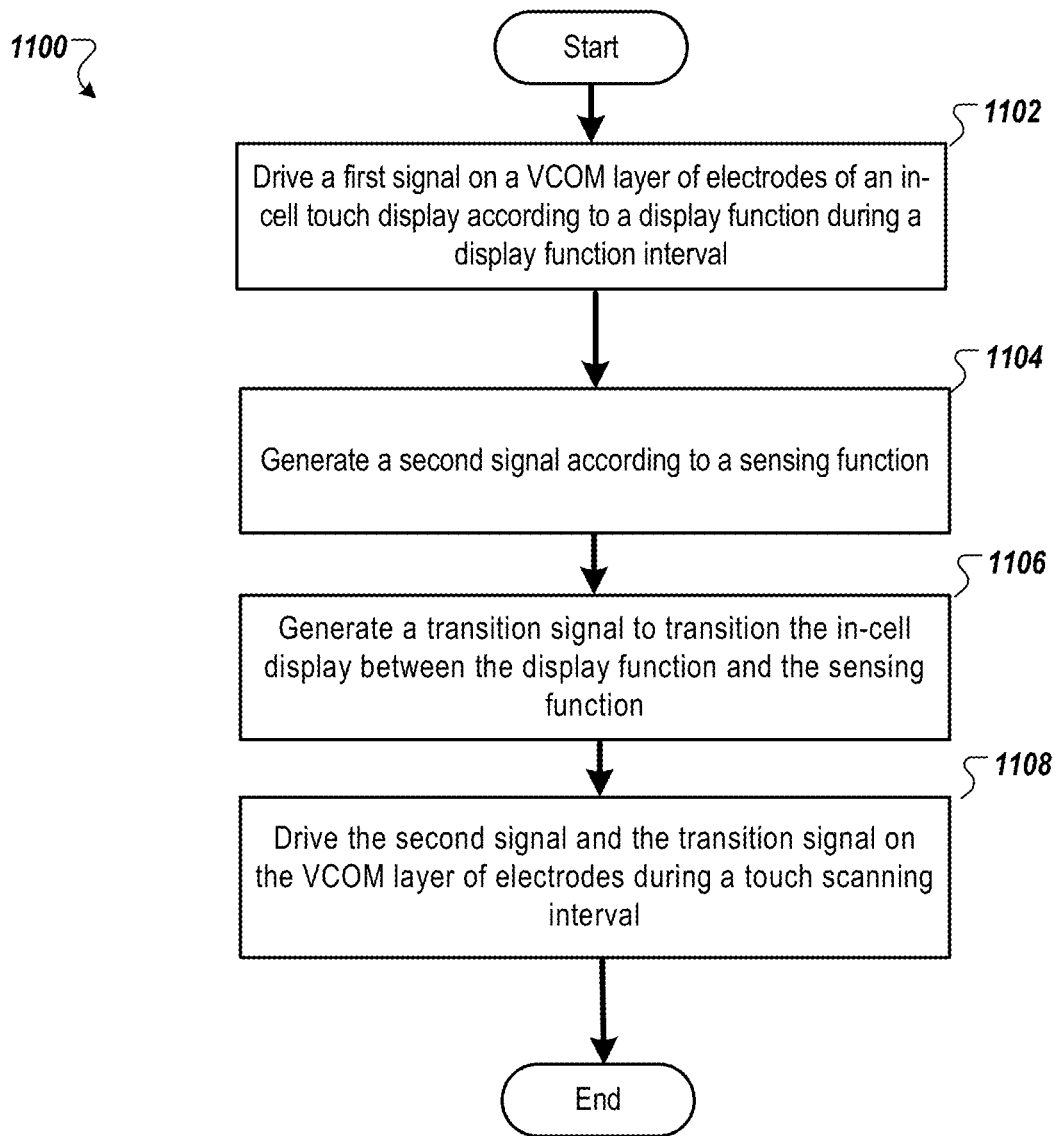 1100
Start
1102
Drive a first signal on a VCOM layer of electrodes of an in-
cell touch display according to a display function during a
display function interval
1104
Generate a second signal according to a sensing function
1106
Generate a transition signal to transition the in-cell
display between the display function and the sensing
function
1108
Drive the second signal and the transition signal on
the VCOM layer of electrodes during a touch scanning
interval
End